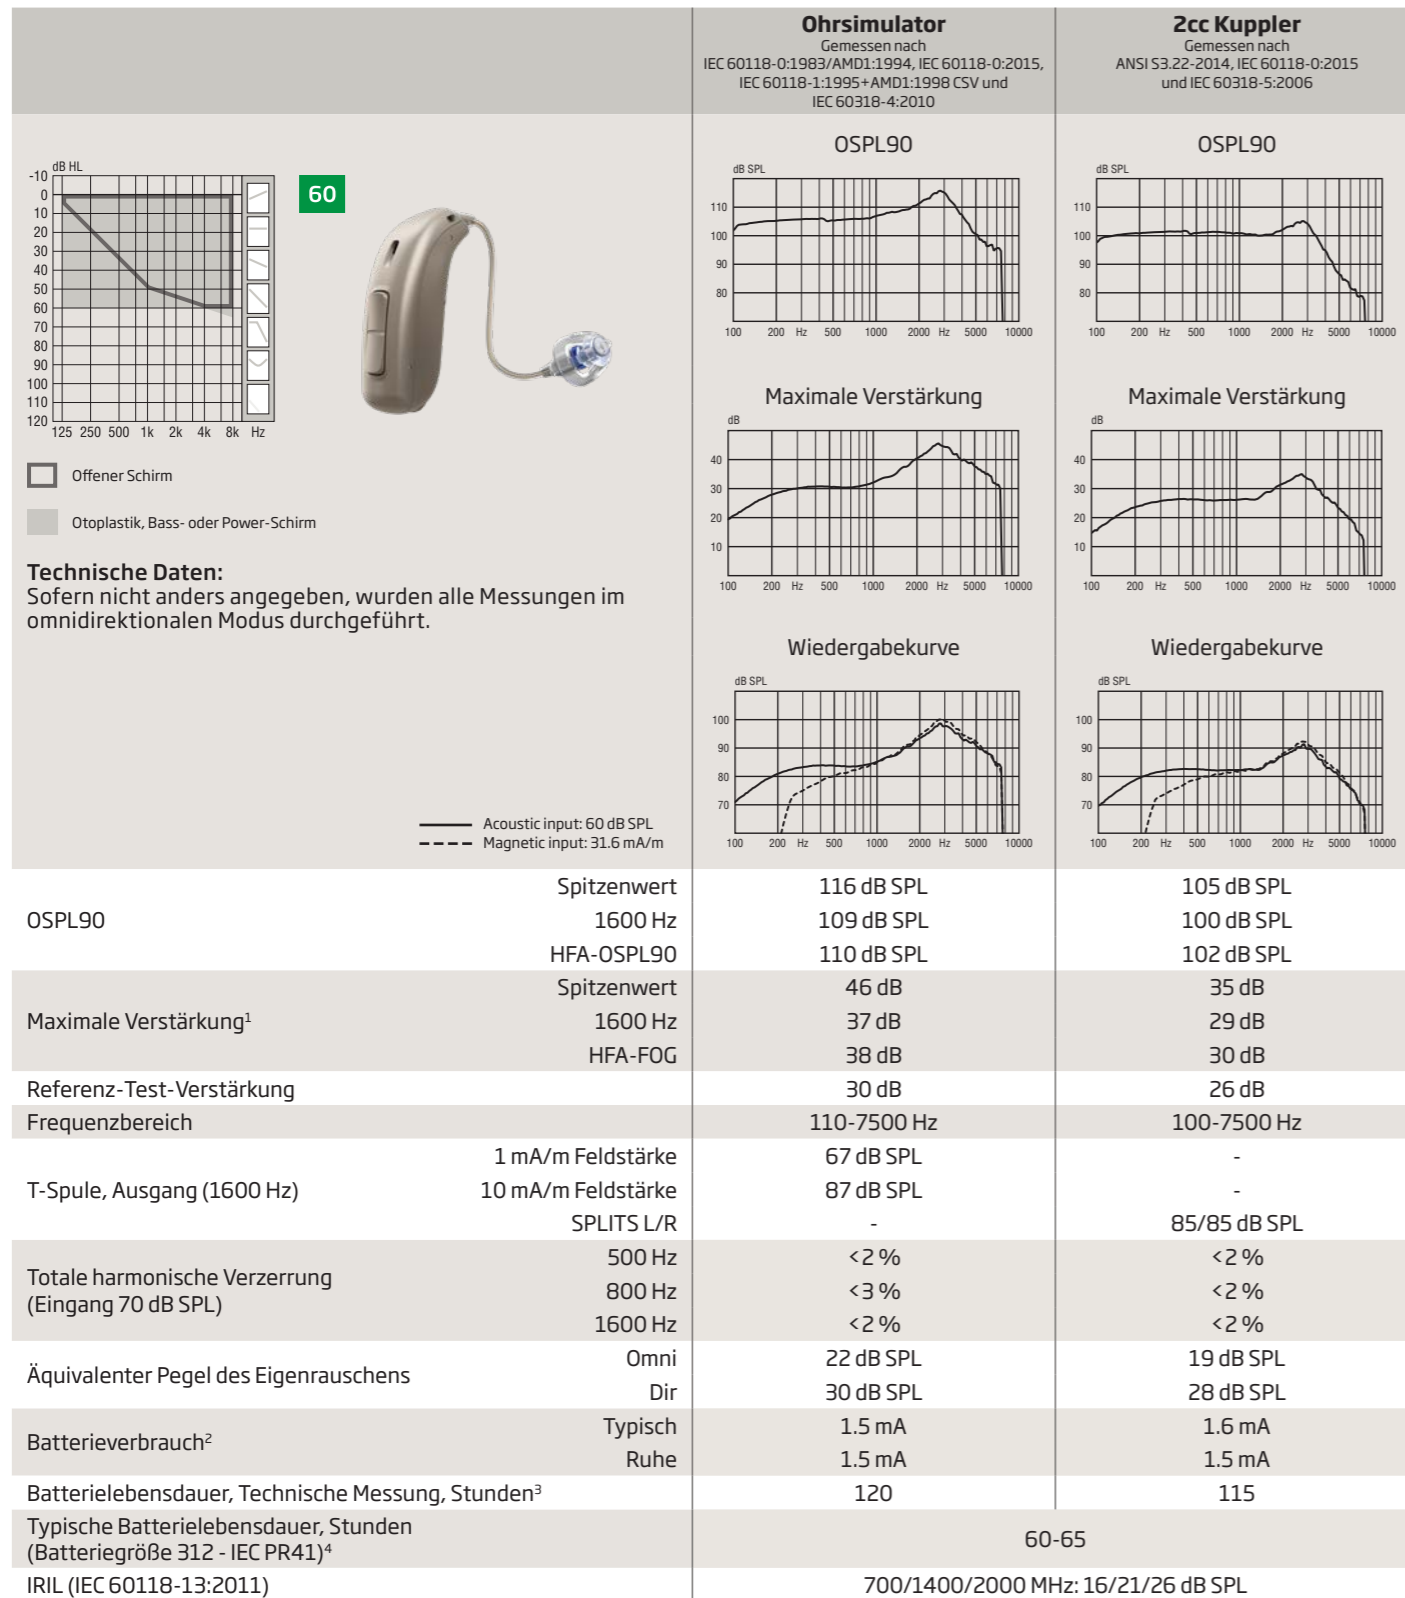 Ohrsimulator
Gemessen nach
IEC 60118-0:1983/AMD1:1994, IEC 60118-0:2015,
IEC 60118-1:1995+AMD1:1998 CSV und
IEC 60318-4:2010
2cc Kuppler
Gemessen nach
ANSI S3.22-2014, IEC 60118-0:2015
und IEC 60318-5:2006
dB HL
-10
0
10
20
30
40
50
60
70
80
90
100
110
120
125 250 500 1k 2k 4k 8k Hz
60
Offener Schirm
Otoplastik, Bass- oder Power-Schirm
Technische Daten:
Sofern nicht anders angegeben, wurden alle Messungen im
omnidirektionalen Modus durchgeführt.
Acoustic input: 60 dB SPL
Magnetic input: 31.6 mA/m
OSPL90
dB SPL
110
100
90
80
100 200 Hz 500 1000 2000 Hz 5000 10000
OSPL90
dB SPL
110
100
90
80
100 200 Hz 500 1000 2000 Hz 5000 10000
Maximale Verstärkung
dB
40
30
20
10
100 200 Hz 500 1000 2000 Hz 5000 10000
Maximale Verstärkung
dB
40
30
20
10
100 200 Hz 500 1000 2000 Hz 5000 10000
Wiedergabekurve
dB SPL
100
90
80
70
100 200 Hz 500 1000 2000 Hz 5000 10000
Wiedergabekurve
dB SPL
100
90
80
70
100 200 Hz 500 1000 2000 Hz 5000 10000
OSPL90
Spitzenwert 116 dB SPL 105 dB SPL
1600 Hz 109 dB SPL 100 dB SPL
HFA-OSPL90 110 dB SPL 102 dB SPL
Maximale Verstärkung¹
Spitzenwert 46 dB 35 dB
1600 Hz 37 dB 29 dB
HFA-FOG 38 dB 30 dB
Referenz-Test-Verstärkung 30 dB 26 dB
Frequenzbereich 110-7500 Hz 100-7500 Hz
T-Spule, Ausgang (1600 Hz)
1 mA/m Feldstärke 67 dB SPL -
10 mA/m Feldstärke 87 dB SPL -
SPLITS L/R - 85/85 dB SPL
Totale harmonische Verzerrung
(Eingang 70 dB SPL)
500 Hz <2 % <2 %
800 Hz <3 % <2 %
1600 Hz <2 % <2 %
Äquivalenter Pegel des Eigenrauschens
Omni 22 dB SPL 19 dB SPL
Dir 30 dB SPL 28 dB SPL
Batterieverbrauch²
Typisch 1.5 mA 1.6 mA
Ruhe 1.5 mA 1.5 mA
Batterielebensdauer, Technische Messung, Stunden³ 120 115
Typische Batterielebensdauer, Stunden
(Batteriegröße 312 - IEC PR41)⁴ 60-65
IRIL (IEC 60118-13:2011) 700/1400/2000 MHz: 16/21/26 dB SPL